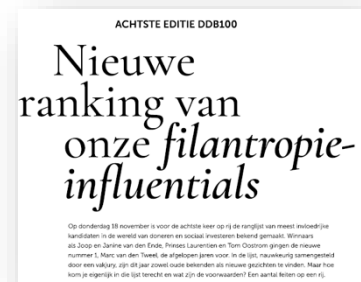 ACHTSTE EDITIE DDB100
Nieuwe
ranking van
onze filantropie-
influentials
Op donderdag 18 november is voor de achtste keer op rij de ranglijst van meest invloedrijke
kandidaten in de wereld van doneren en sociaal investeren bekend gemaakt. Winnaars
als Joop en Janine van den Ende, Prinses Laurentien en Tom Oostrom gingen de nieuwe
nummer 1, Marc van den Tweel, de afgelopen jaren voor. In de lijst, nauwkeurig samengesteld
door een vakjury, zijn dit jaar zowel oude bekenden als nieuwe gezichten te vinden. Maar hoe
kom je eigenlijk in die lijst terecht en wat zijn de voorwaarden? Een aantal feiten op een rij.